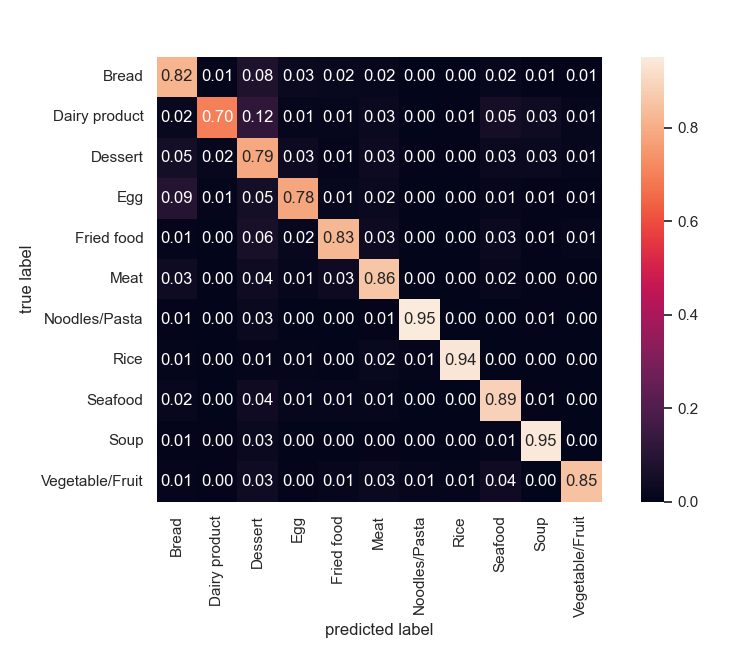 Bread 0.82 0.01 0.08 0.03 0.02 0.02 0.00 0.00 0.02 0.01 0.01
Dairy product 0.02 0.70 0.12 0.01 0.01 0.03 0.00 0.01 0.05 0.03 0.01
Dessert 0.05 0.02 0.79 0.03 0.01 0.03 0.00 0.00 0.03 0.03 0.01
Egg 0.09 0.01 0.05 0.78 0.01 0.02 0.00 0.00 0.01 0.01 0.01
Fried food 0.01 0.00 0.06 0.02 0.83 0.03 0.00 0.00 0.03 0.01 0.01
Meat 0.03 0.00 0.04 0.01 0.03 0.86 0.00 0.00 0.02 0.00 0.00
Noodles/Pasta 0.01 0.00 0.03 0.00 0.00 0.01 0.95 0.00 0.00 0.01 0.00
Rice 0.01 0.00 0.01 0.01 0.00 0.02 0.01 0.94 0.00 0.00 0.00
Seafood 0.02 0.00 0.04 0.01 0.01 0.01 0.00 0.00 0.89 0.01 0.00
Soup 0.01 0.00 0.03 0.00 0.00 0.00 0.00 0.00 0.01 0.95 0.00
Vegetable/Fruit 0.01 0.00 0.03 0.00 0.01 0.03 0.01 0.01 0.04 0.00 0.85
true label
Bread
Dairy product
Dessert
Egg
Fried food
Meat
Noodles/Pasta
Rice
Seafood
Soup
Vegetable/Fruit
predicted label
0.8
0.6
0.4
0.2
0.0